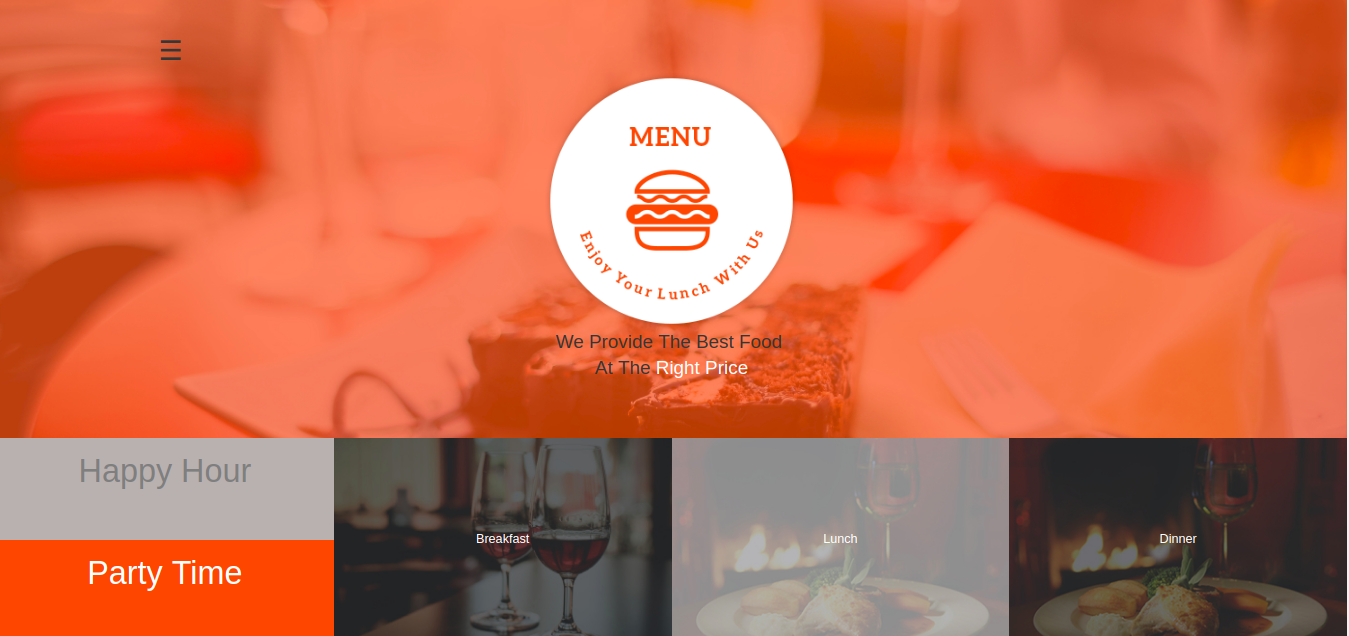 MENU
Enjoy Your Lunch With Us
We Provide The Best Food
At The Right Price
Happy Hour
Party Time
Breakfast
Lunch
Dinner